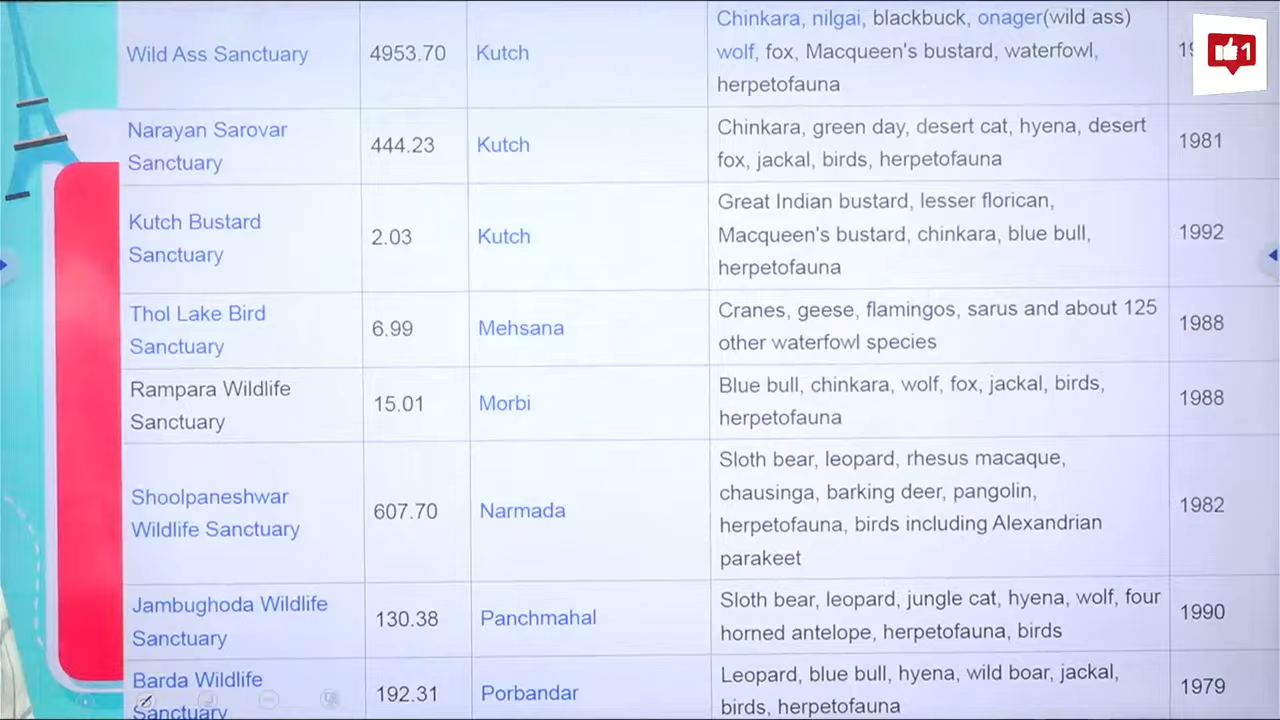 Chinkara, nilgai, blackbuck, onager(wild ass)
Wild Ass Sanctuary 4953.70 Kutch wolf, fox, Macqueen's bustard, waterfowl,
herpetofauna
1
Narayan Sarovar Chinkara, green day, desert cat, hyena, desert
Sanctuary 444.23 Kutch fox, jackal, birds, herpetofauna 1981
Kutch Bustard Great Indian bustard, lesser florican,
Sanctuary 2.03 Kutch Macqueen's bustard, chinkara, blue bull, 1992
herpetofauna
Thol Lake Bird Cranes, geese, flamingos, sarus and about 125
Sanctuary 6.99 Mehsana other waterfowl species 1988
Rampara Wildlife Blue bull, chinkara, wolf, fox, jackal, birds,
Sanctuary 15.01 Morbi herpetofauna 1988
Sloth bear, leopard, rhesus macaque,
Shoolpaneshwar chausinga, barking deer, pangolin,
Wildlife Sanctuary 607.70 Narmada herpetofauna, birds including Alexandrian 1982
parakeet
Jambughoda Wildlife Sloth bear, leopard, jungle cat, hyena, wolf, four
Sanctuary 130.38 Panchmahal horned antelope, herpetofauna, birds 1990
Barda Wildlife Leopard, blue bull, hyena, wild boar, jackal,
Sanctuary 192.31 Porbandar birds, herpetofauna 1979